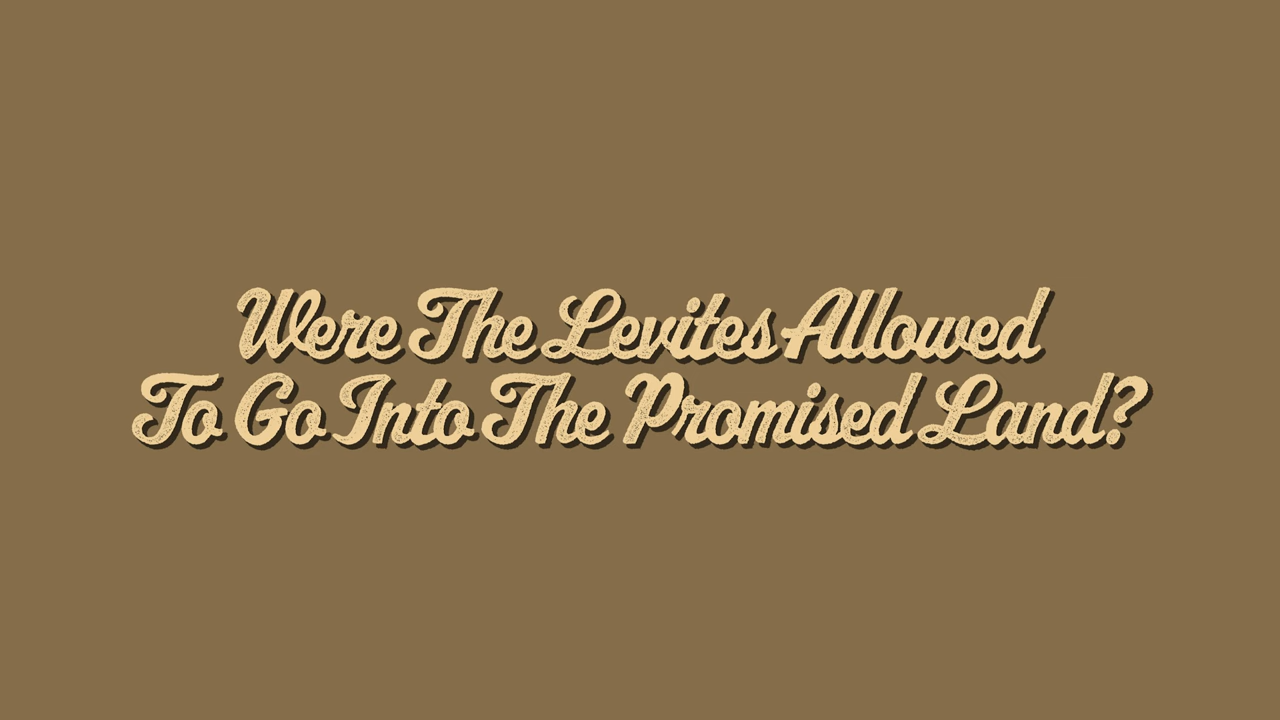 Were The Levites Allowed
To Go Into The Promised Land?